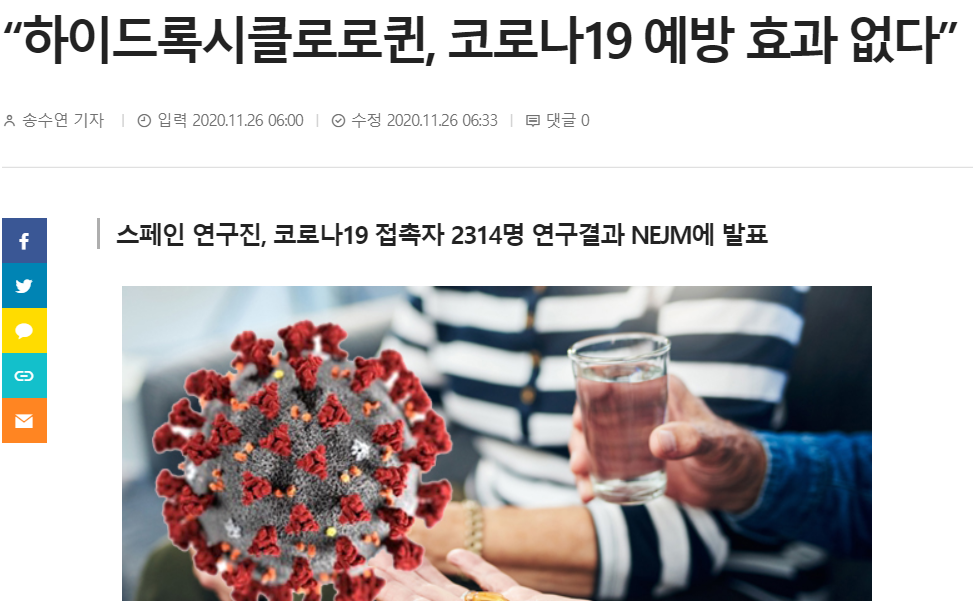 “하이드록시클로로퀸, 코로나19 예방 효과 없다”
송수연 기자 | 입력 2020.11.26 06:00 | 수정 2020.11.26 06:33 | 댓글 0
스페인 연구진, 코로나19 접촉자 2314명 연구결과 NEJM에 발표